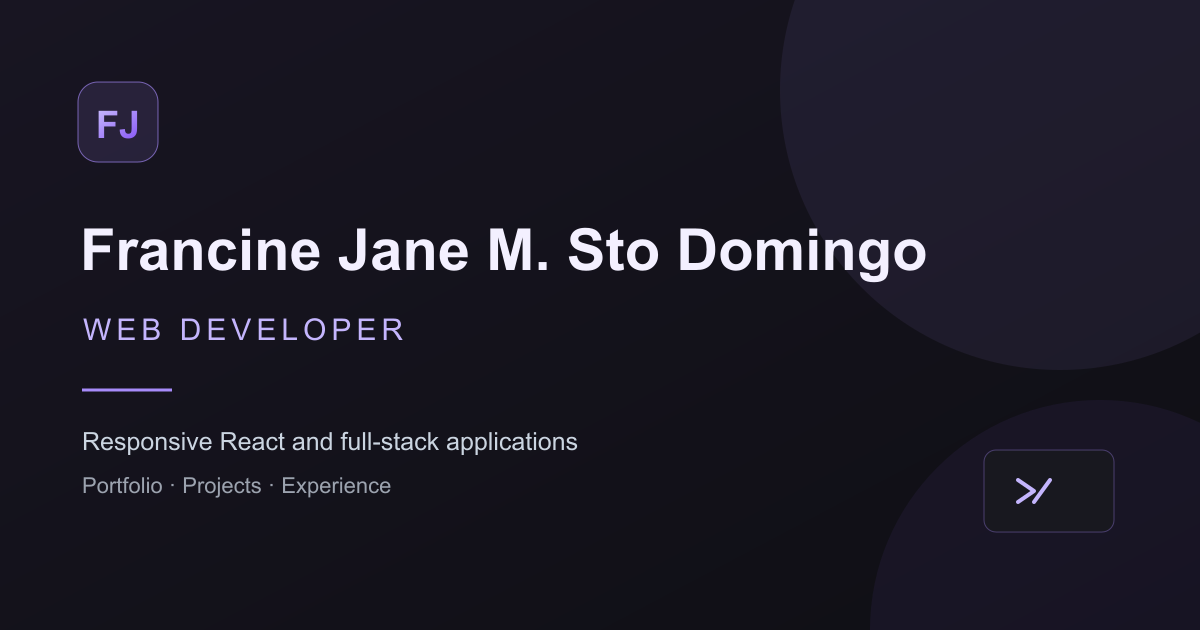 FJ
Francine Jane M. Sto Domingo
WEB DEVELOPER
Responsive React and full-stack applications
Portfolio · Projects · Experience